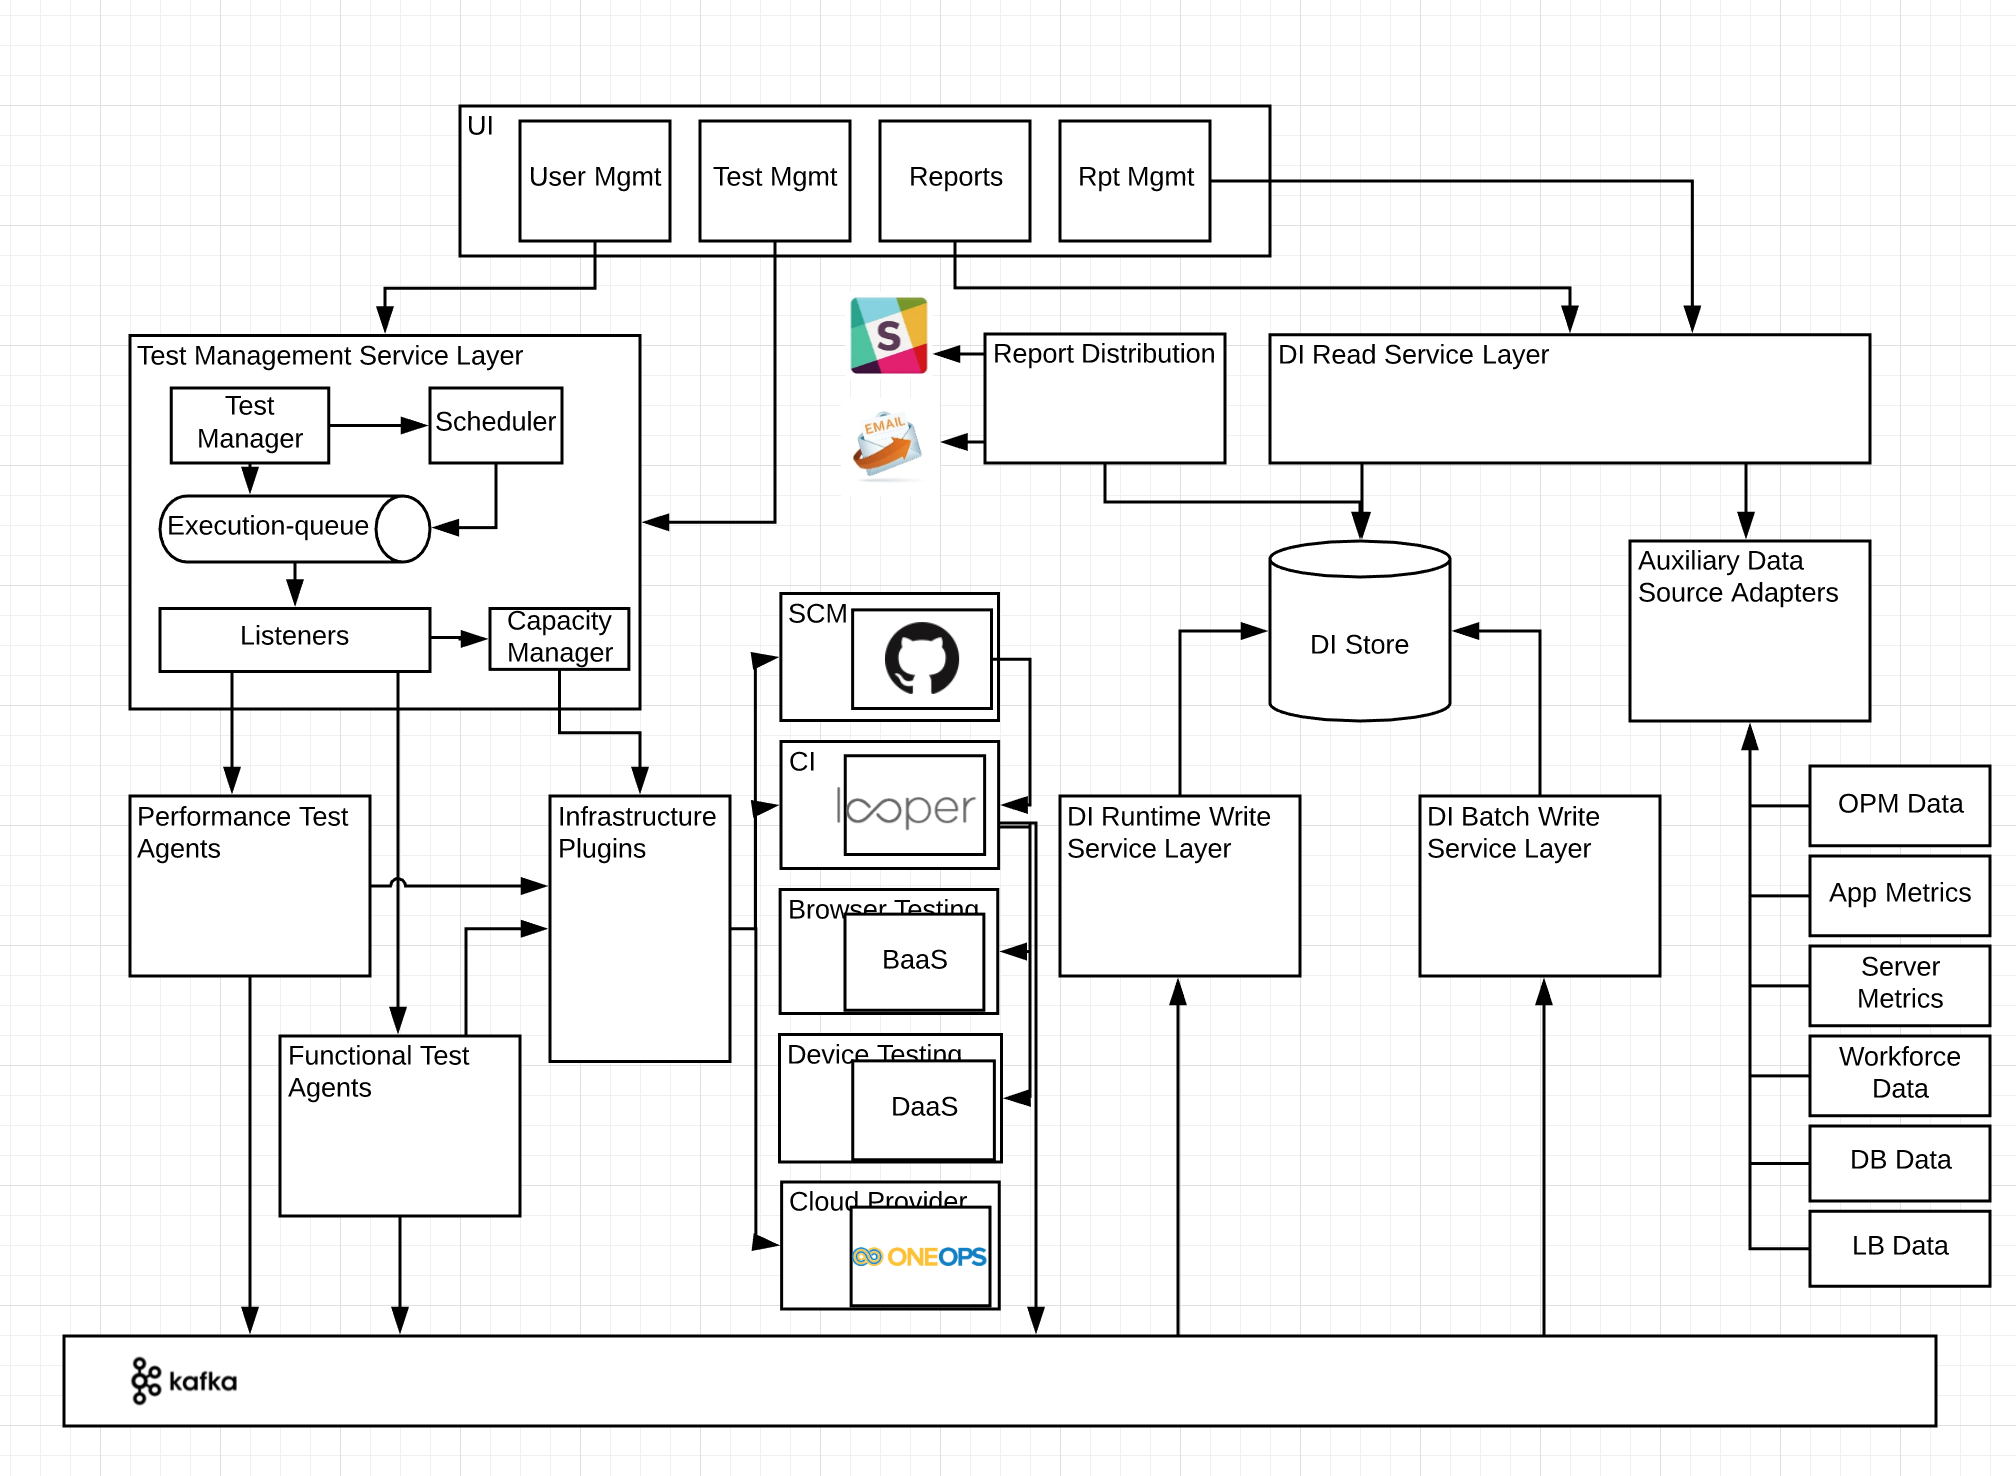 UI
User Mgmt
Test Mgmt
Reports
Rpt Mgmt
S
EMAIL
Test Management Service Layer
Test
Manager
Scheduler
Execution-queue
Listeners
Capacity
Manager
Report Distribution
DI Read Service Layer
DI Store
Auxiliary Data
Source Adapters
SCM
CI
looper
Browser Testing
BaaS
Device Testing
DaaS
Cloud Provider
ONEOPS
Performance Test
Agents
Infrastructure
Plugins
Functional Test
Agents
DI Runtime Write
Service Layer
DI Batch Write
Service Layer
OPM Data
App Metrics
Server
Metrics
Workforce
Data
DB Data
LB Data
kafka